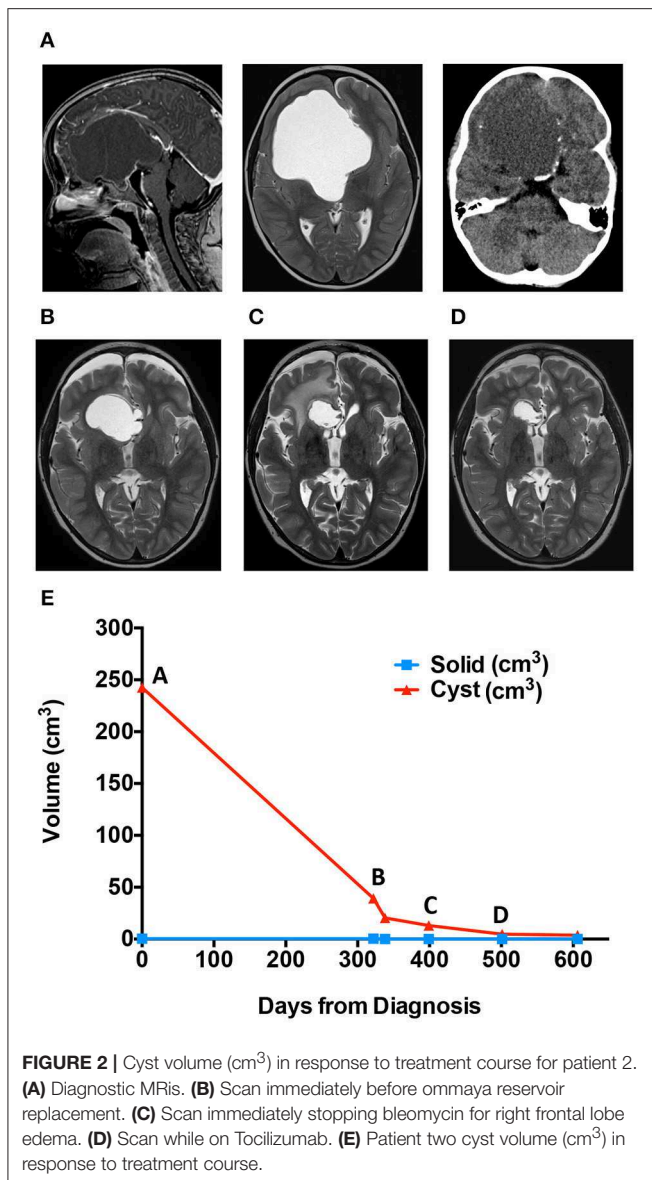 A
B
C
D
E
300
250
200
150
100
50
0
Volume (cm³)
Solid (cm³)
Cyst (cm³)
A
B
C
D
0 100 200 300 400 500 600
Days from Diagnosis
FIGURE 2 | Cyst volume (cm³) in response to treatment course for patient 2.
(A) Diagnostic MRis. (B) Scan immediately before ommaya reservoir
replacement. (C) Scan immediately stopping bleomycin for right frontal lobe
edema. (D) Scan while on Tocilizumab. (E) Patient two cyst volume (cm³) in
response to treatment course.